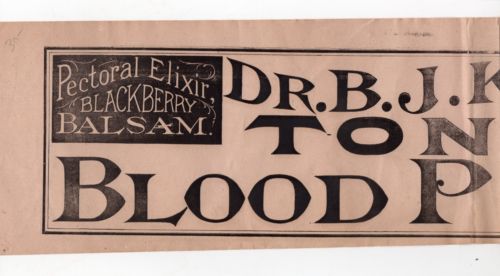 Pectoral Elixir,
BLACKBERRY
BALSAM.
DR. B. J. K
TON
BLOOD P